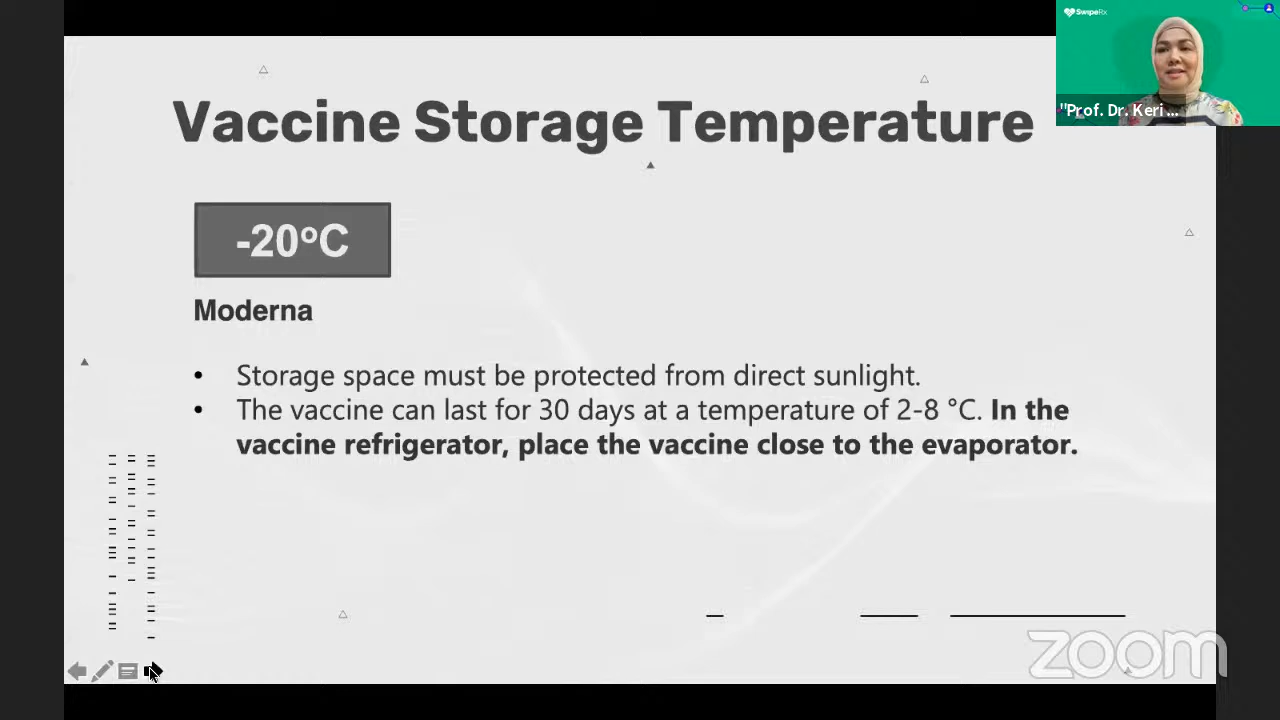 SwipeRx
"Prof. Dr. Keri ...
Vaccine Storage Temperature
-20°C
Moderna
• Storage space must be protected from direct sunlight.
• The vaccine can last for 30 days at a temperature of 2-8 °C. In the
vaccine refrigerator, place the vaccine close to the evaporator.
zoom